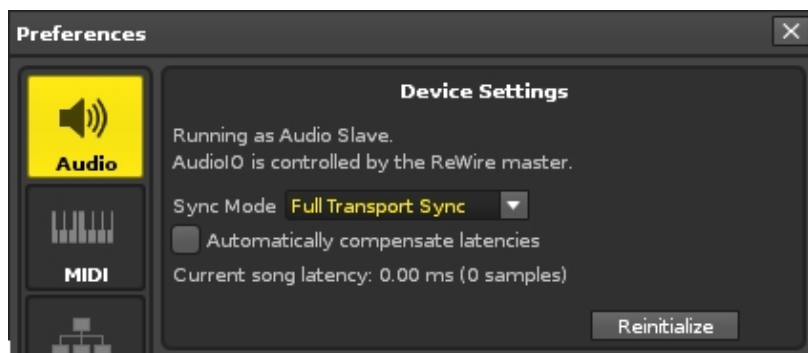 Preferences
Device Settings
Audio
Running as Audio Slave.
AudioIO is controlled by the ReWire master.
Sync Mode Full Transport Sync
Automatically compensate latencies
MIDI
Current song latency: 0.00 ms (0 samples)
Reinitialize